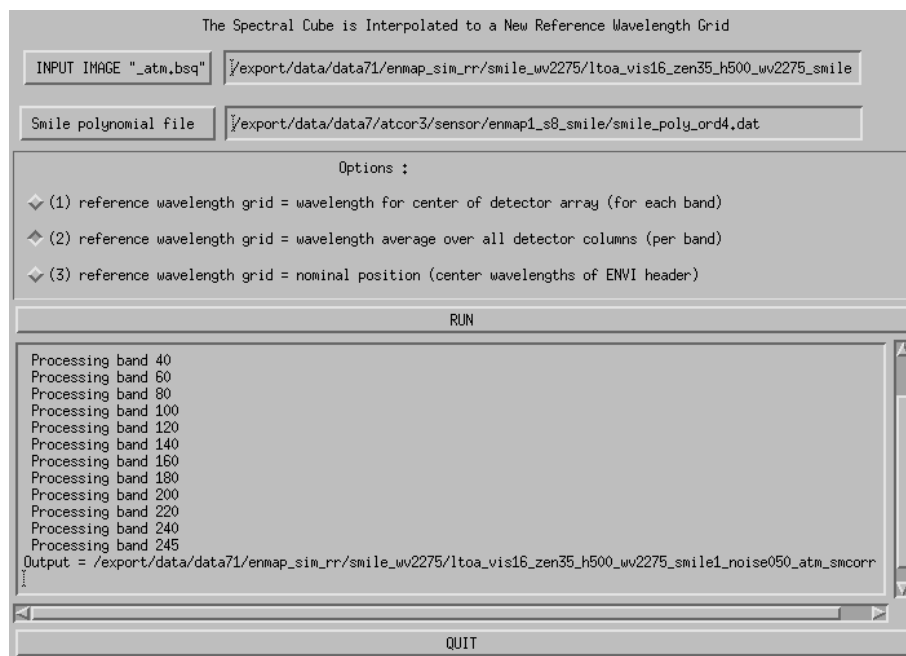 The Spectral Cube is Interpolated to a New Reference Wavelength Grid
INPUT IMAGE "_atm.bsq" /export/data/data71/enmap_sim_rr/smile_wv2275/ltoa_vis16_zen35_h500_wv2275_smile
Smile polynomial file /export/data/data7/atcor3/sensor/enmap1_s8_smile/smile_poly_ord4.dat
Options :
(1) reference wavelength grid = wavelength for center of detector array (for each band)
(2) reference wavelength grid = wavelength average over all detector columns (per band)
(3) reference wavelength grid = nominal position (center wavelengths of ENVI header)
RUN
Processing band 40
Processing band 60
Processing band 80
Processing band 100
Processing band 120
Processing band 140
Processing band 160
Processing band 180
Processing band 200
Processing band 220
Processing band 240
Processing band 245
Output = /export/data/data71/enmap_sim_rr/smile_wv2275/ltoa_vis16_zen35_h500_wv2275_smile1_noise050_atm_smcorr
QUIT